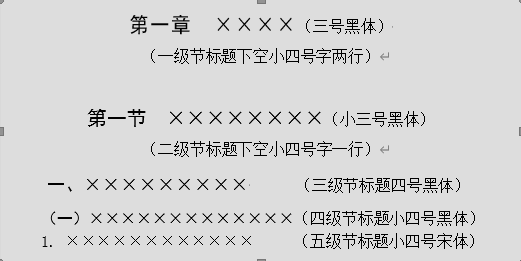 第一章　××××（三号黑体）
（一级节标题下空小四号字两行）↵
第一节　××××××××（小三号黑体）
（二级节标题下空小四号字一行）↵
一、×××××××××　（三级节标题四号黑体）
（一）×××××××××××××（四级节标题小四号黑体）
1. ××××××××××××　（五级节标题小四号宋体）